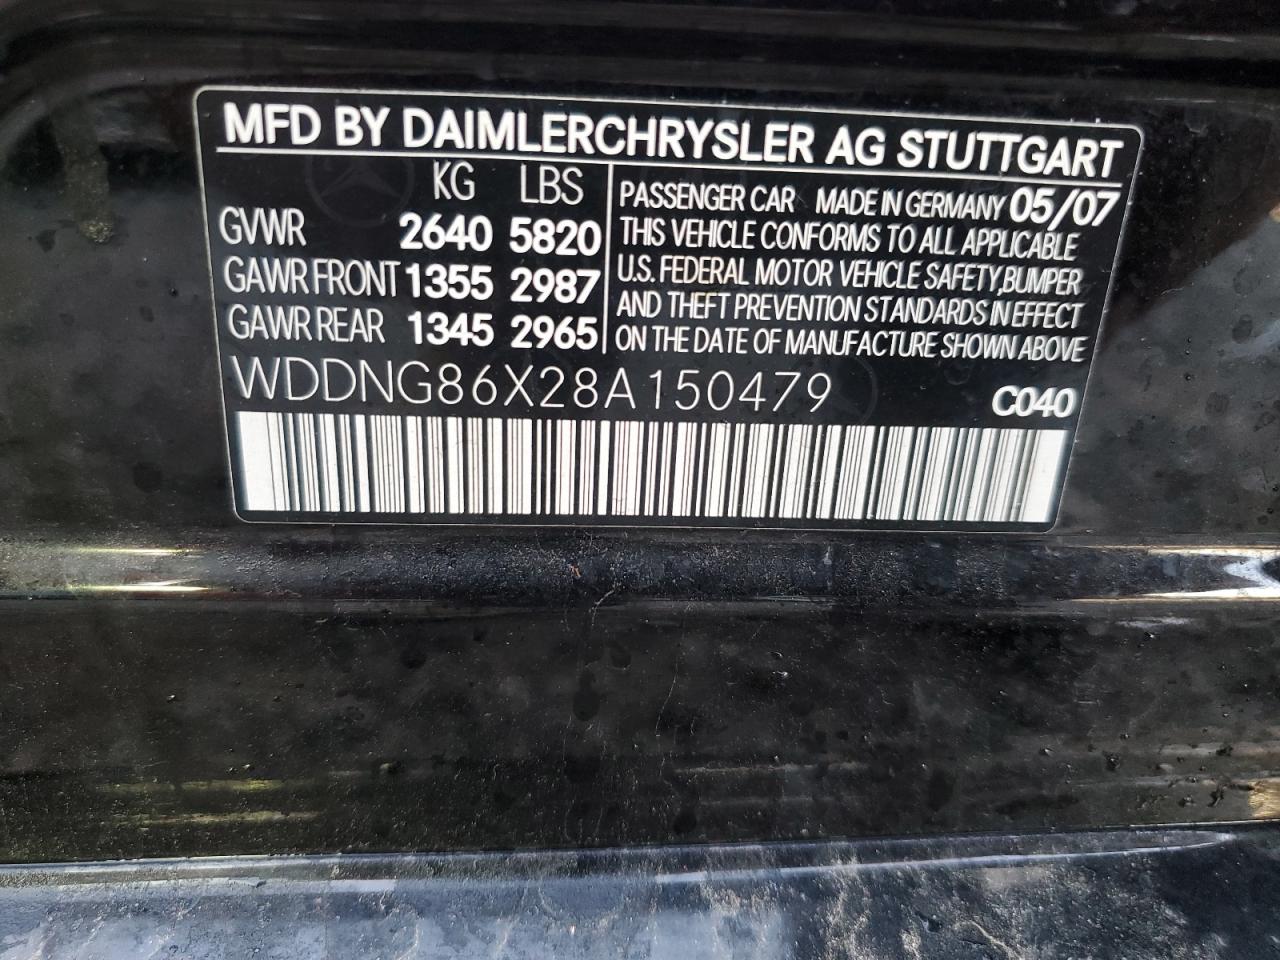 MFD BY DAIMLERCHRYSLER AG STUTTGART
KG LBS
GVWR 2640 5820
GAWR FRONT 1355 2987
GAWR REAR 1345 2965
PASSENGER CAR MADE IN GERMANY 05/07
THIS VEHICLE CONFORMS TO ALL APPLICABLE
U.S. FEDERAL MOTOR VEHICLE SAFETY,BUMPER
AND THEFT PREVENTION STANDARDS IN EFFECT
ON THE DATE OF MANUFACTURE SHOWN ABOVE
WDDNG86X28A150479 C040